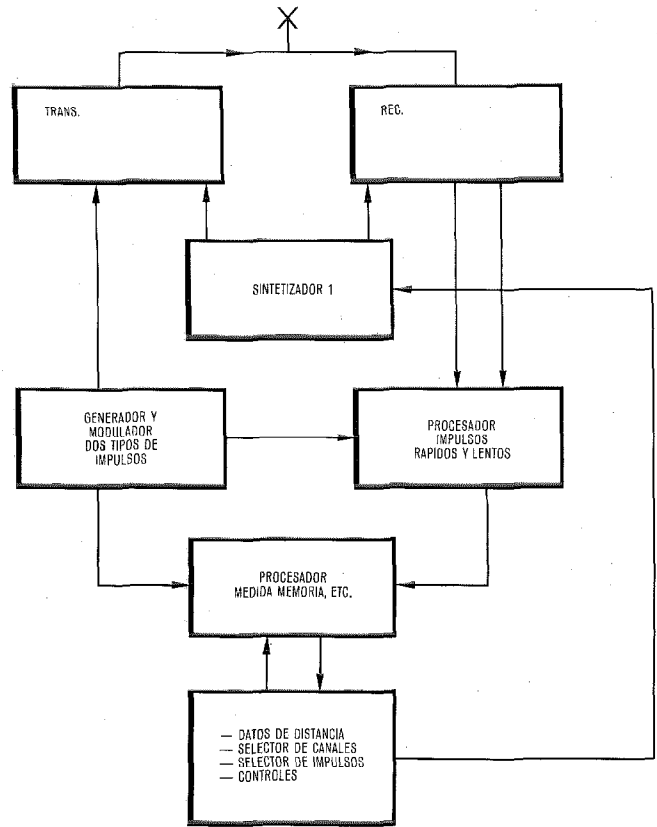 TRANS.
REC.
SINTETIZADOR 1
GENERADOR Y
MODULADOR
DOS TIPOS DE
IMPULSOS
PROCESADOR
IMPULSOS
RAPIDOS Y LENTOS
PROCESADOR
MEDIDA MEMORIA, ETC.
— DATOS DE DISTANCIA
— SELECTOR DE CANALES
— SELECTOR DE IMPULSOS
— CONTROLES